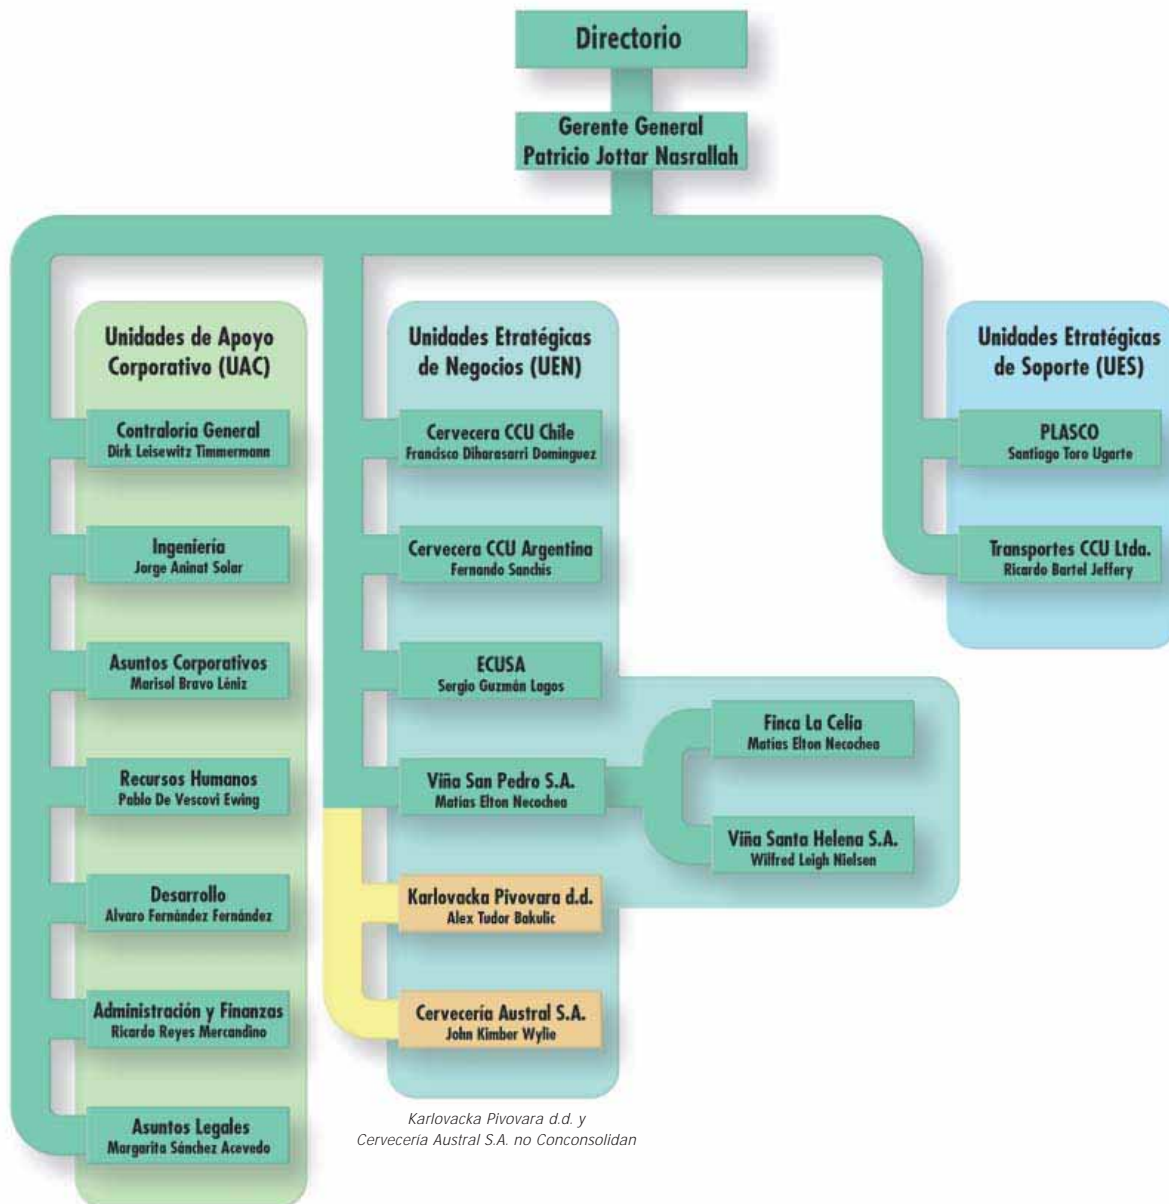 Directorio
Gerente General
Patricio Jottar Nasrallah
Unidades de Apoyo
Corporativo (UAC)
Contraloría General
Dirk Leisewitz Timmermann
Ingeniería
Jorge Aninat Solar
Asuntos Corporativos
Marisol Bravo Léniz
Recursos Humanos
Pablo De Vescovi Ewing
Desarrollo
Alvaro Fernández Fernández
Administración y Finanzas
Ricardo Reyes Mercandino
Asuntos Legales
Margarita Sánchez Acevedo
Unidades Etratégicas
de Negocios (UEN)
Cervecera CCU Chile
Francisco Diharasarri Domínguez
Cervecera CCU Argentina
Fernando Sanchis
ECUSA
Sergio Guzmán Lagos
Viña San Pedro S.A.
Matías Elton Necochea
Finca La Celia
Matías Elton Necochea
Viña Santa Helena S.A.
Wilfred Leigh Nielsen
Karlovacka Pivovara d.d.
Alex Tudor Bakulic
Cervecería Austral S.A.
John Kimber Wylie
Karlovacka Pivovara d.d. y
Cervecería Austral S.A. no Conconsolidan
Unidades Etratégicas
de Soporte (UES)
PLASCO
Santiago Toro Ugarte
Transportes CCU Ltda.
Ricardo Bartel Jeffery